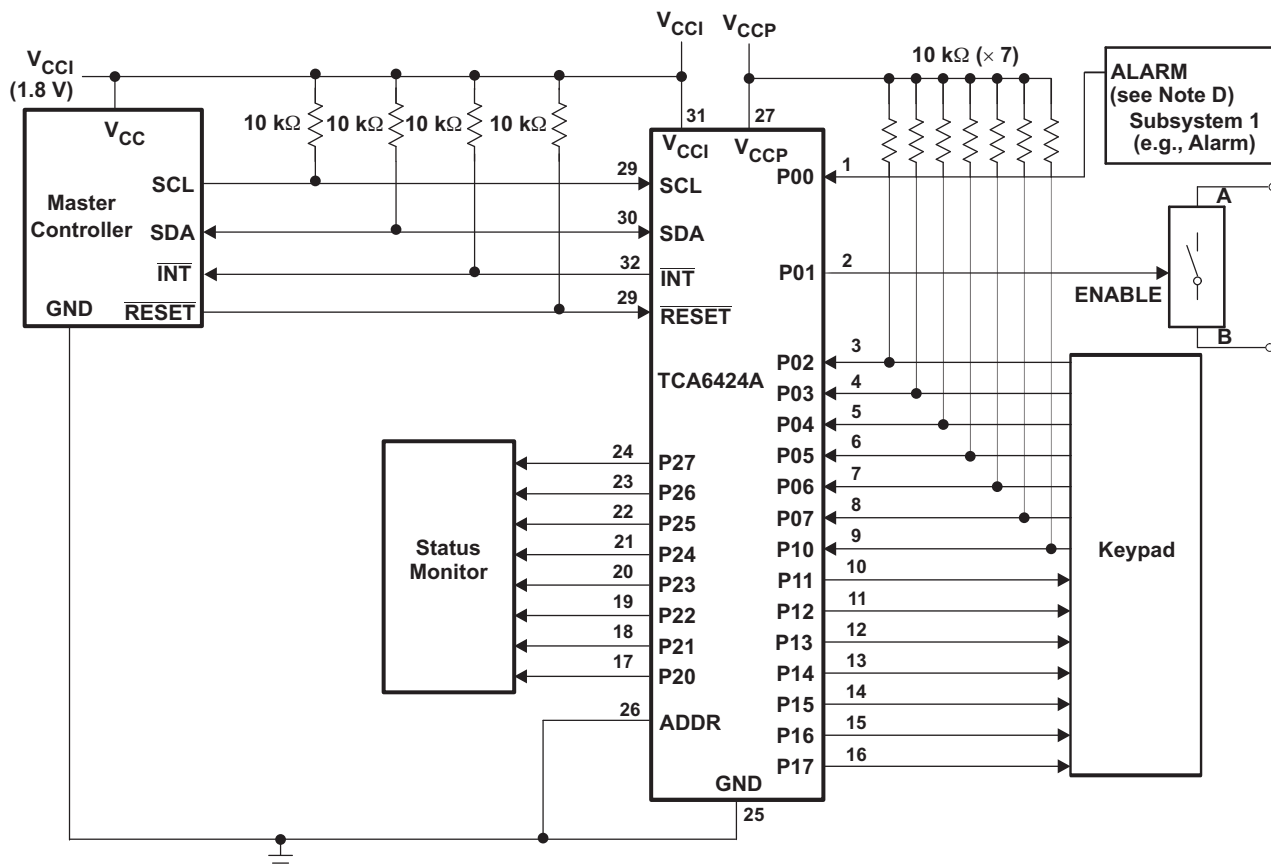 V_CCI
V_CCP
V_CCI
(1.8 V)
10 kΩ (× 7)
ALARM
(see Note D)
Subsystem 1
(e.g., Alarm)
10 kΩ
10 kΩ
10 kΩ
10 kΩ
31
27
V_CC
V_CCI
V_CCP
Master
Controller
SCL
SDA
INT
RESET
GND
29
SCL
30
SDA
32
INT
29
RESET
P00
1
P01
2
A
ENABLE
B
TCA6424A
P02
3
P03
4
P04
5
P05
6
P06
7
P07
8
P10
9
P11
10
P12
11
P13
12
P14
13
P15
14
P16
15
P17
16
Keypad
Status
Monitor
24
P27
23
P26
22
P25
21
P24
20
P23
19
P22
18
P21
17
P20
26
ADDR
GND
25